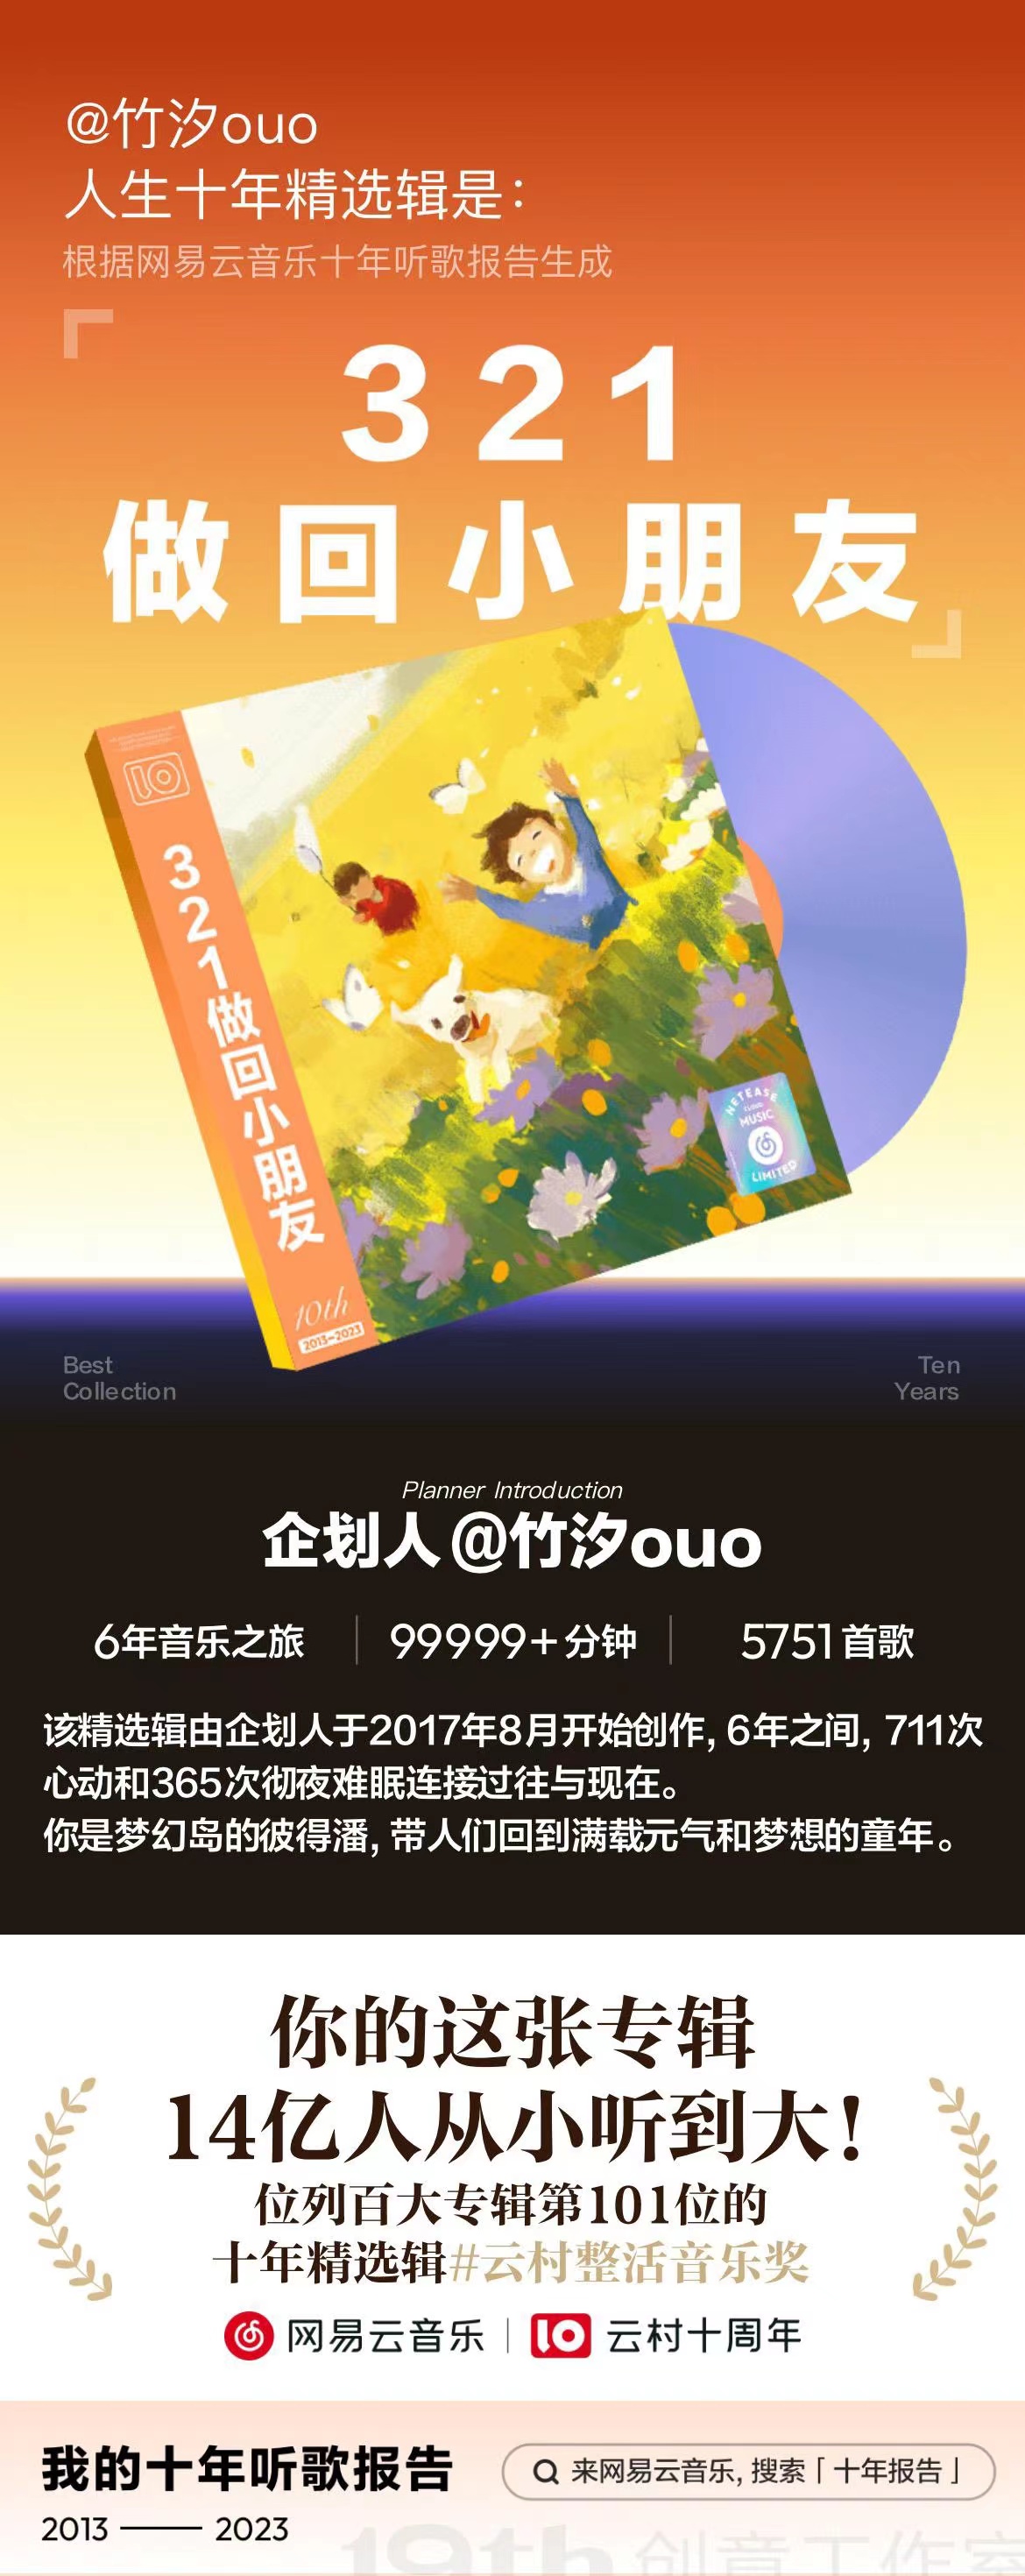 @竹汐ouo
人生十年精选辑是：
根据网易云音乐十年听歌报告生成
321
做回小朋友
10
321做回小朋友
10th
2013-2023
NETEASE
CLOUD
MUSIC
LIMITED
Best
Collection
Ten
Years
Planner Introduction
企划人@竹汐ouo
6年音乐之旅
99999+分钟
5751首歌
该精选辑由企划人于2017年8月开始创作，6年之间，711次
心动和365次彻夜难眠连接过往与现在。
你是梦幻岛的彼得潘，带人们回到满载元气和梦想的童年。
你的这张专辑
14亿人从小听到大！
位列百大专辑第101位的
十年精选辑#云村整活音乐奖
网易云音乐
10 云村十周年
我的十年听歌报告
来网易云音乐，搜索「十年报告」
2013 —— 2023
创意工作室